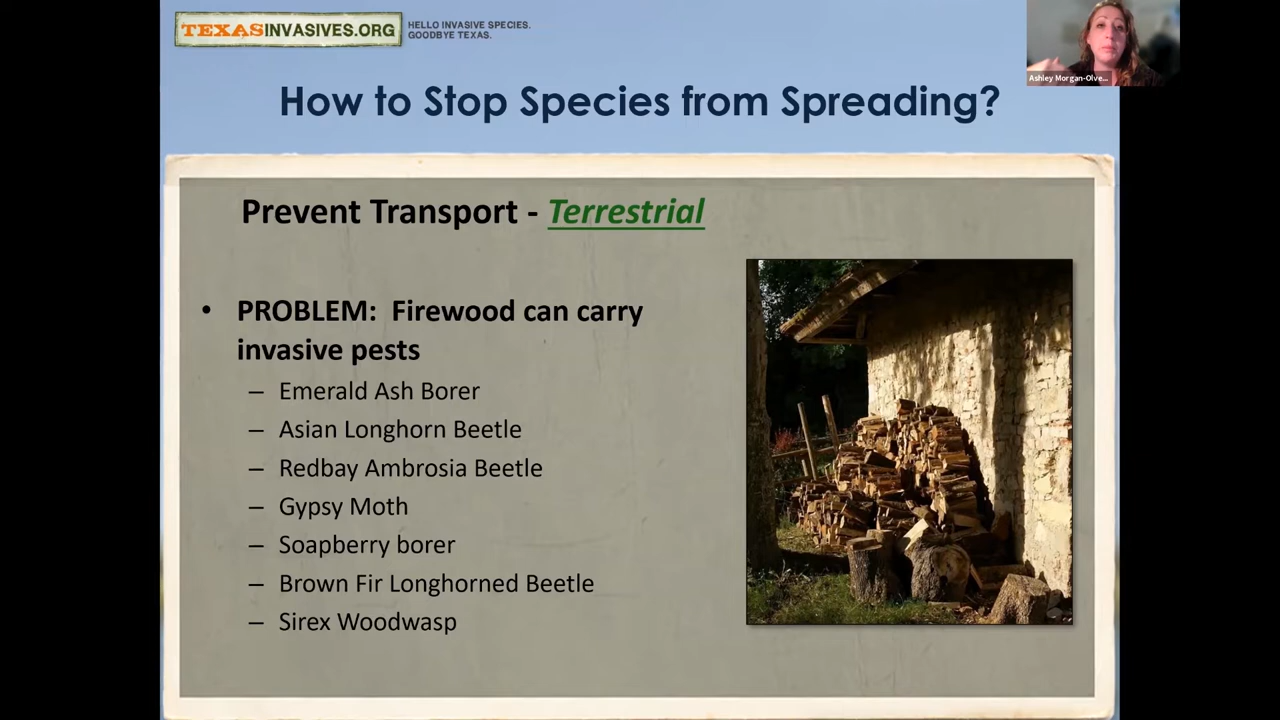 TEXASINVASIVES.ORG
HELLO INVASIVE SPECIES.
GOODBYE TEXAS.
Ashley Morgan-Olve...
How to Stop Species from Spreading?
Prevent Transport - Terrestrial
• PROBLEM: Firewood can carry
invasive pests
– Emerald Ash Borer
– Asian Longhorn Beetle
– Redbay Ambrosia Beetle
– Gypsy Moth
– Soapberry borer
– Brown Fir Longhorned Beetle
– Sirex Woodwasp